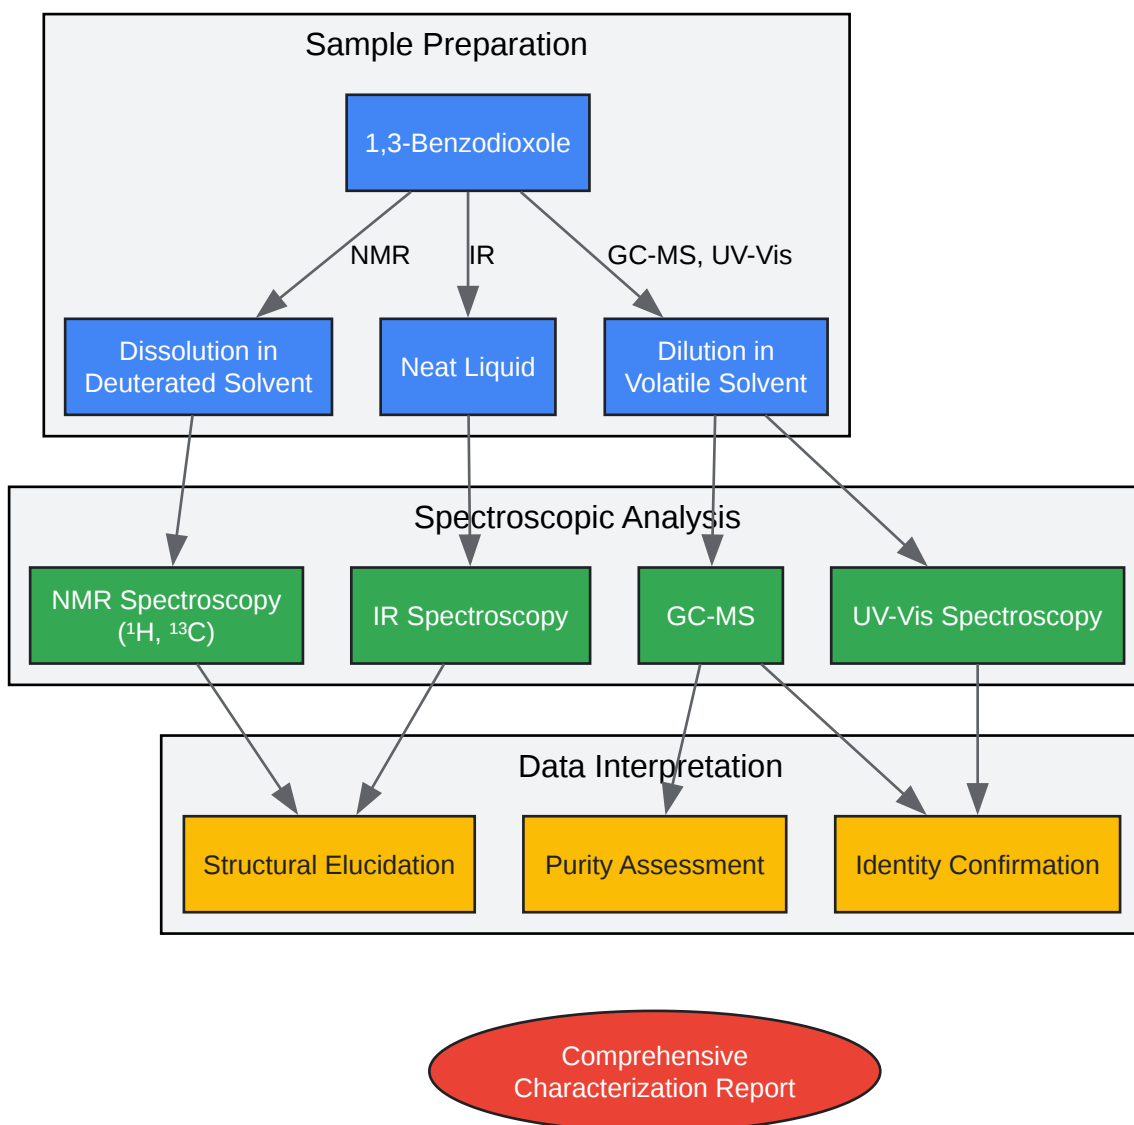 Sample Preparation
1,3-Benzodioxole
NMR
IR
GC-MS, UV-Vis
Dissolution in
Deuterated Solvent
Neat Liquid
Dilution in
Volatile Solvent
Spectroscopic Analysis
NMR Spectroscopy
(¹H, ¹³C)
IR Spectroscopy
GC-MS
UV-Vis Spectroscopy
Data Interpretation
Structural Elucidation
Purity Assessment
Identity Confirmation
Comprehensive
Characterization Report